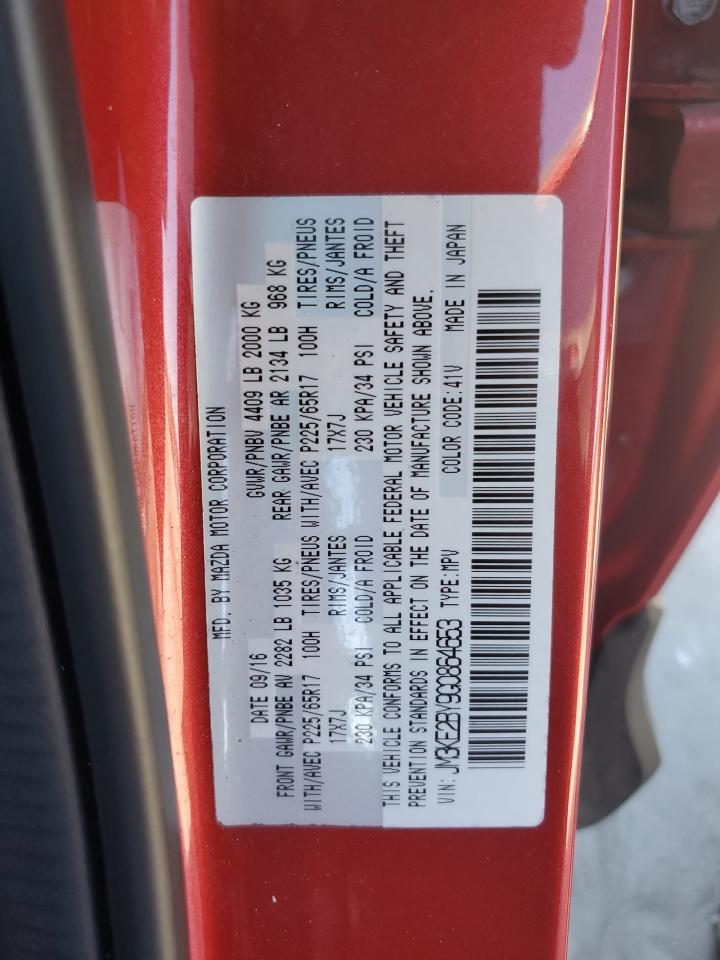 MFD. BY MAZDA MOTOR CORPORATION
DATE 09/16 GVWR/PNBV 4409 LB 2000 KG
FRONT GAWR/PNBE AV 2282 LB 1035 KG REAR GAWR/PNBE AR 2134 LB 968 KG
WITH/AVEC P225/65R17 100H TIRES/PNEUS WITH/AVEC P225/65R17 100H TIRES/PNEUS
17X7J RIMS/JANTES 17X7J RIMS/JANTES
230 KPA/34 PSI COLD/A FROID 230 KPA/34 PSI COLD/A FROID
THIS VEHICLE CONFORMS TO ALL APPLICABLE FEDERAL MOTOR VEHICLE SAFETY AND THEFT
PREVENTION STANDARDS IN EFFECT ON THE DATE OF MANUFACTURE SHOWN ABOVE.
VIN: JM3KE2BY9G0864653 TYPE:MPV COLOR CODE:41V MADE IN JAPAN